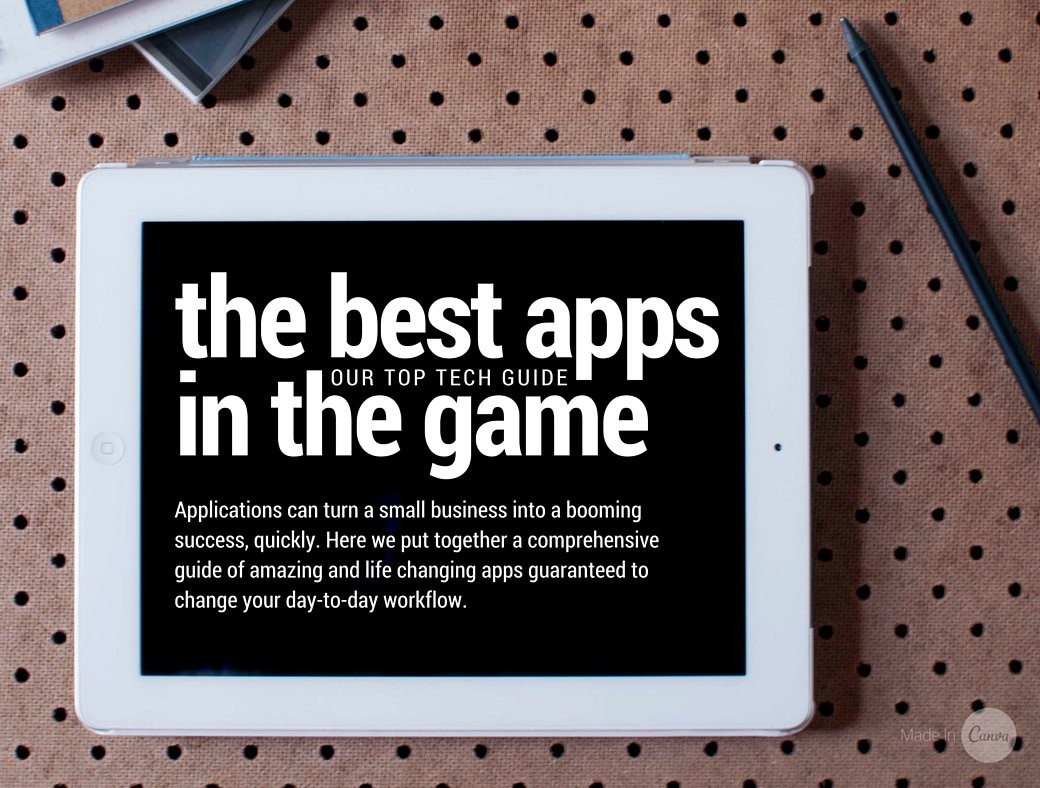 the best apps
OUR TOP TECH GUIDE
in the game
Applications can turn a small business into a booming
success, quickly. Here we put together a comprehensive
guide of amazing and life changing apps guaranteed to
change your day-to-day workflow.
Made in Canva